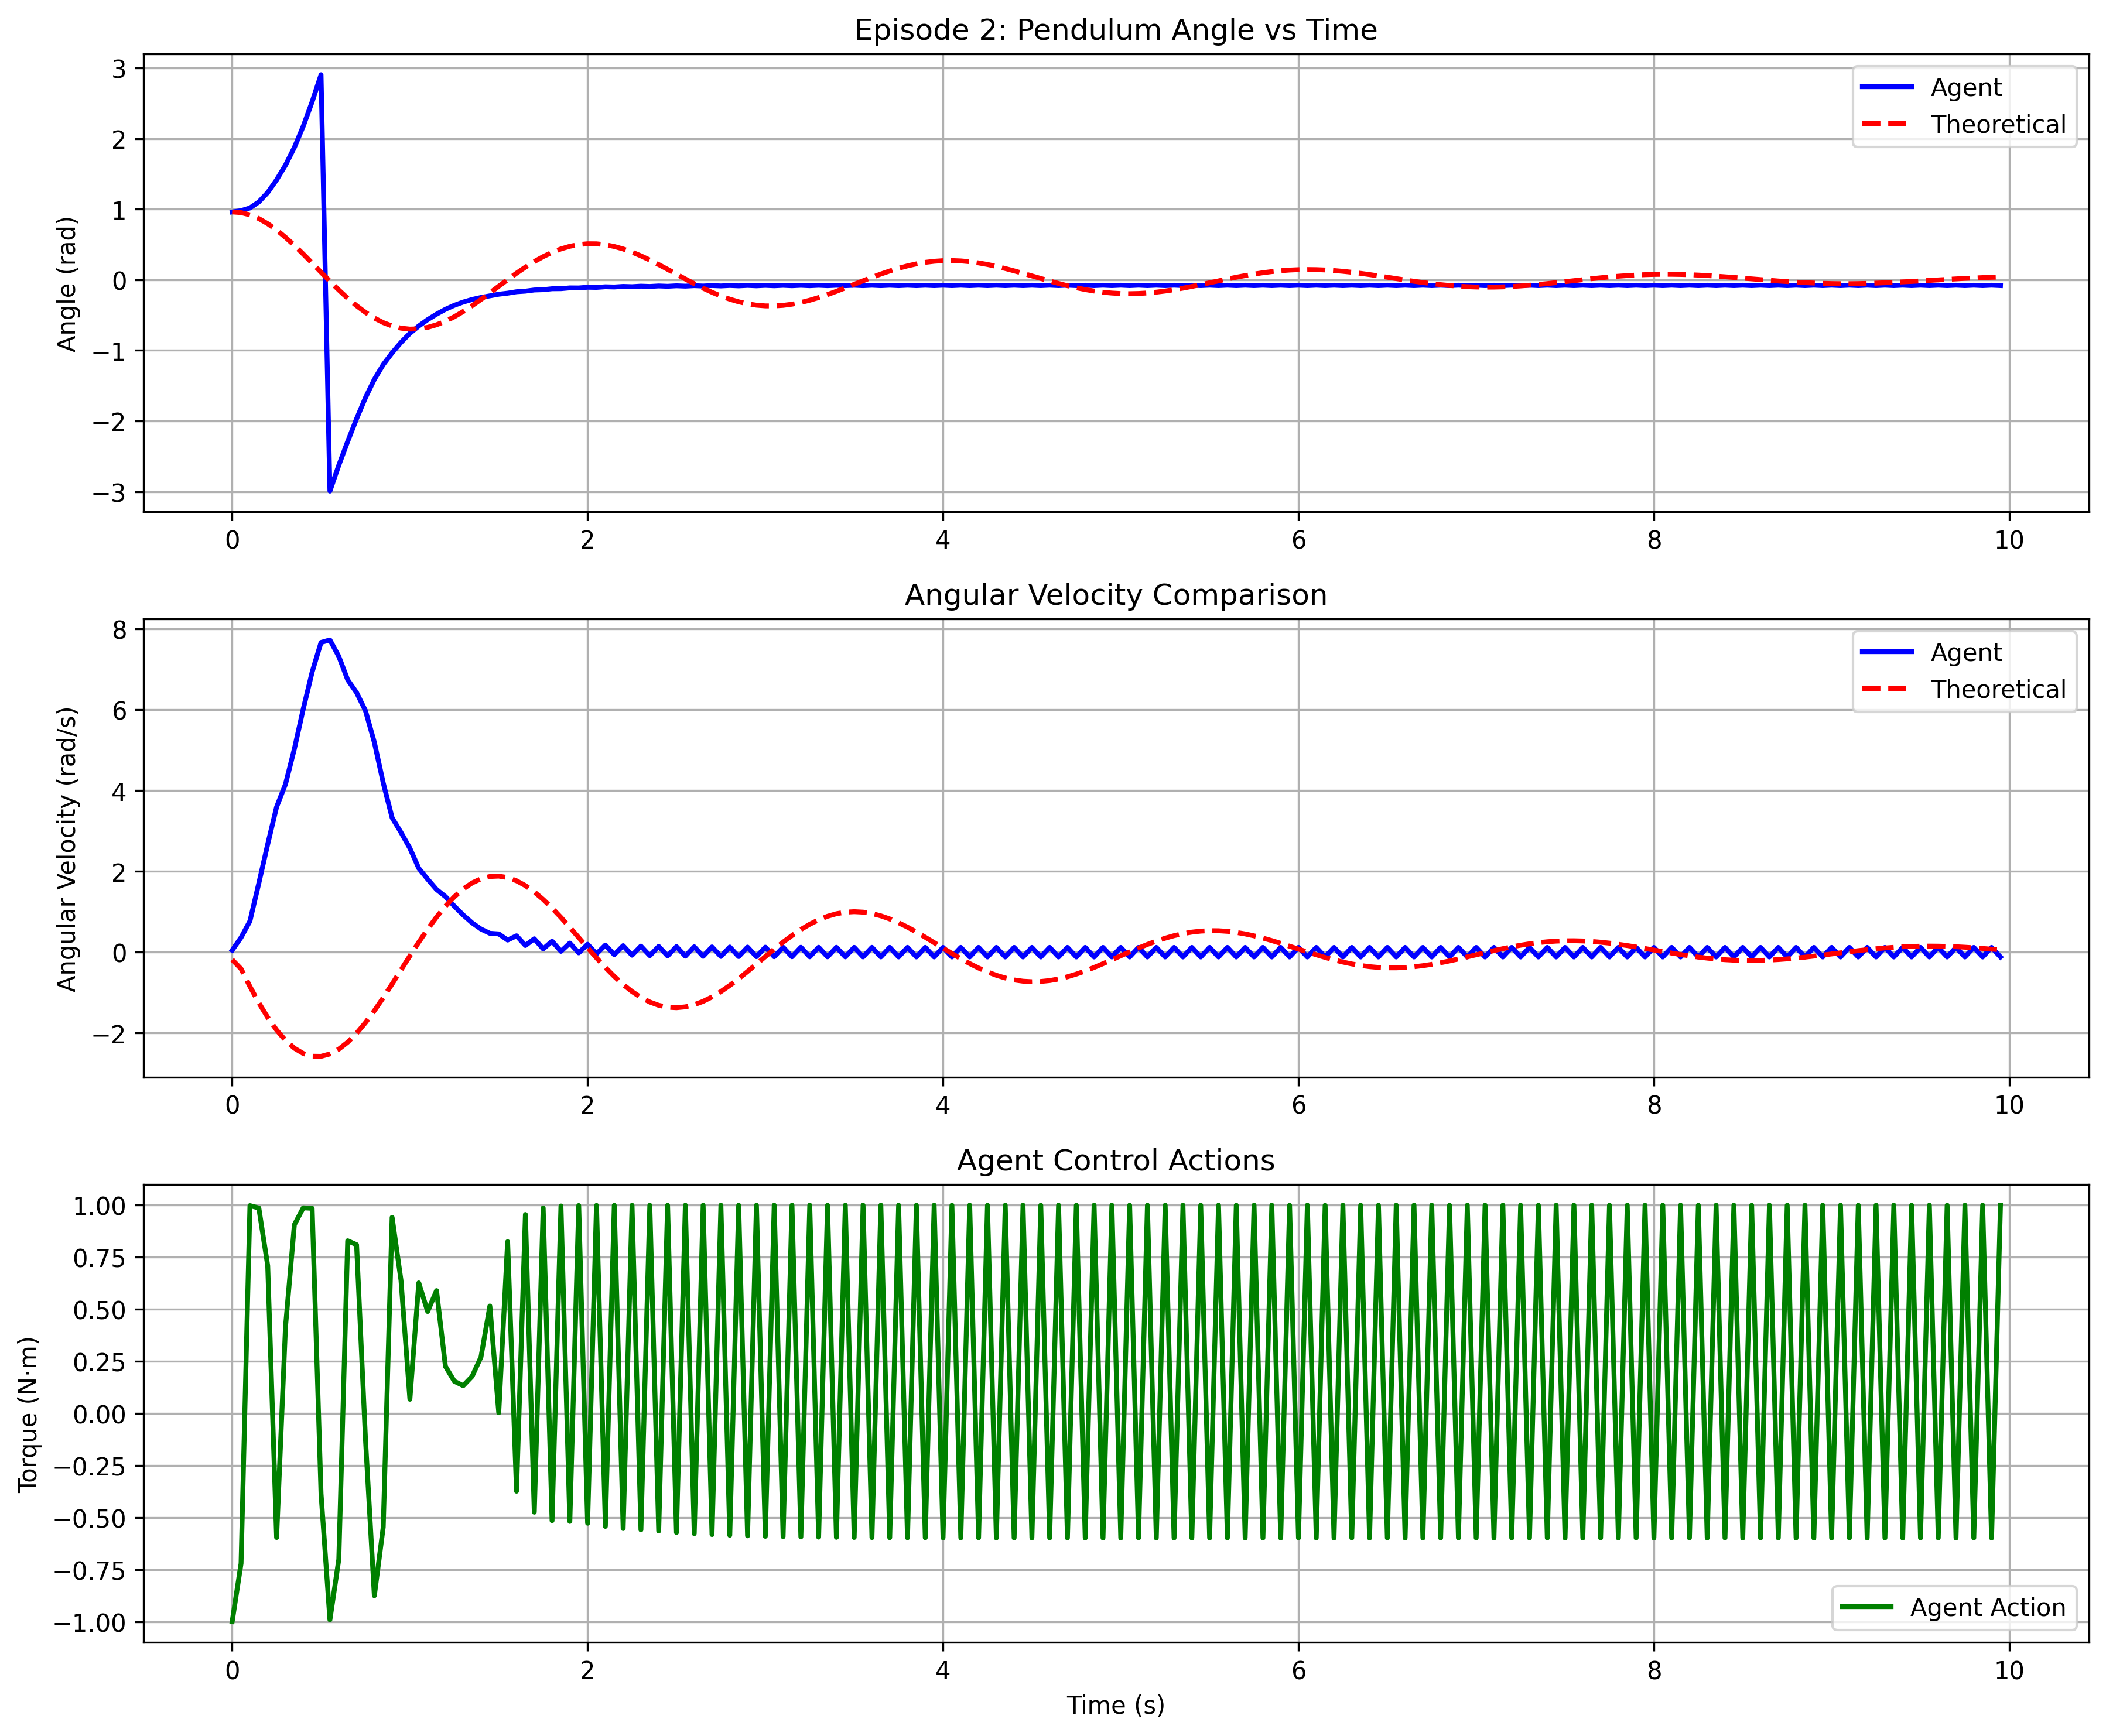 Episode 2: Pendulum Angle vs Time
Angle (rad)
3
2
1
0
−1
−2
−3
Agent
Theoretical
0 2 4 6 8 10
Angular Velocity Comparison
Angular Velocity (rad/s)
8
6
4
2
0
−2
Agent
Theoretical
0 2 4 6 8 10
Agent Control Actions
Torque (N·m)
1.00
0.75
0.50
0.25
0.00
−0.25
−0.50
−0.75
−1.00
Agent Action
0 2 4 6 8 10
Time (s)